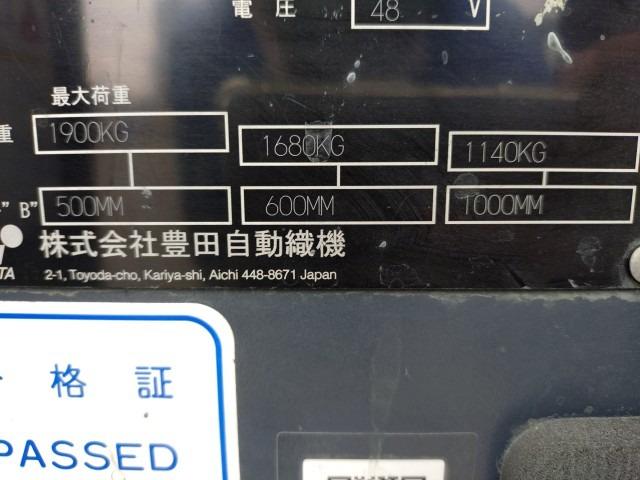 電圧 48 V
最大荷重
重 1900KG 1680KG 1140KG
" B" 500MM 600MM 1000MM
株式会社豊田自動織機
TA 2-1, Toyoda-cho, Kariya-shi, Aichi 448-8671 Japan
格証
PASSED